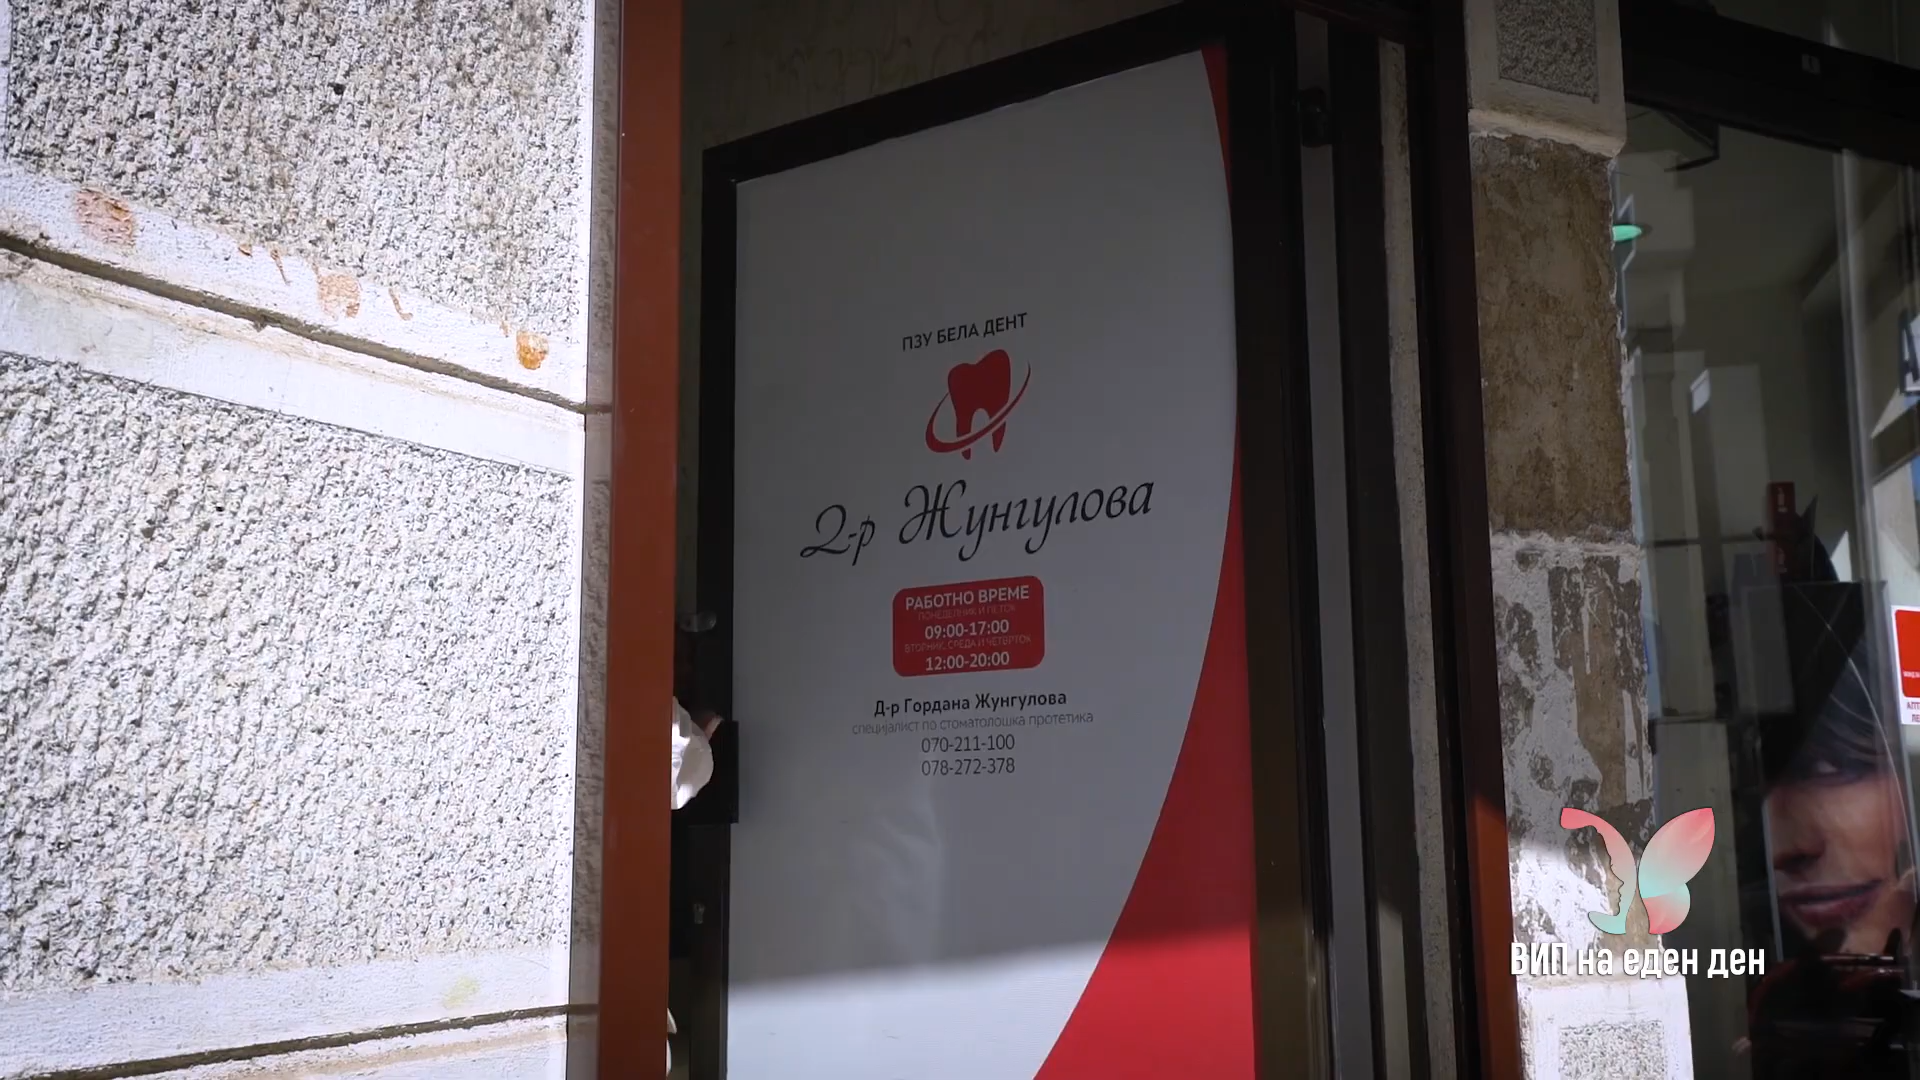 ПЗУ БЕЛА ДЕНТ
Д-р Жунгулова
РАБОТНО ВРЕМЕ
ПОНЕДЕЛНИК И ПЕТОК
09:00-17:00
ВТОРНИК, СРЕДА И ЧЕТВРТОК
12:00-20:00
Д-р Гордана Жунгулова
специјалист по стоматолошка протетика
070-211-100
078-272-378
ВИП на еден ден